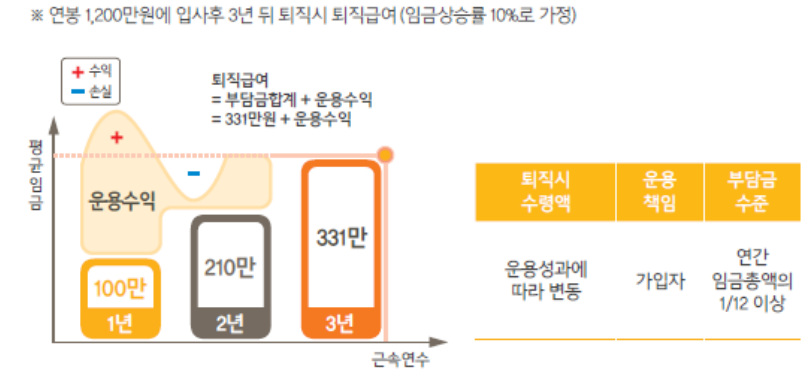 ※ 연봉 1,200만원에 입사후 3년 뒤 퇴직시 퇴직급여 (임금상승률 10%로 가정)
+ 수익
- 손실
퇴직급여
= 부담금합계 + 운용수익
= 331만원 + 운용수익
평균임금
+
-
운용수익
100만
1년
210만
2년
331만
3년
근속연수
퇴직시
수령액
운용
책임
부담금
수준
운용성과에
따라 변동
가입자
연간
임금총액의
1/12 이상